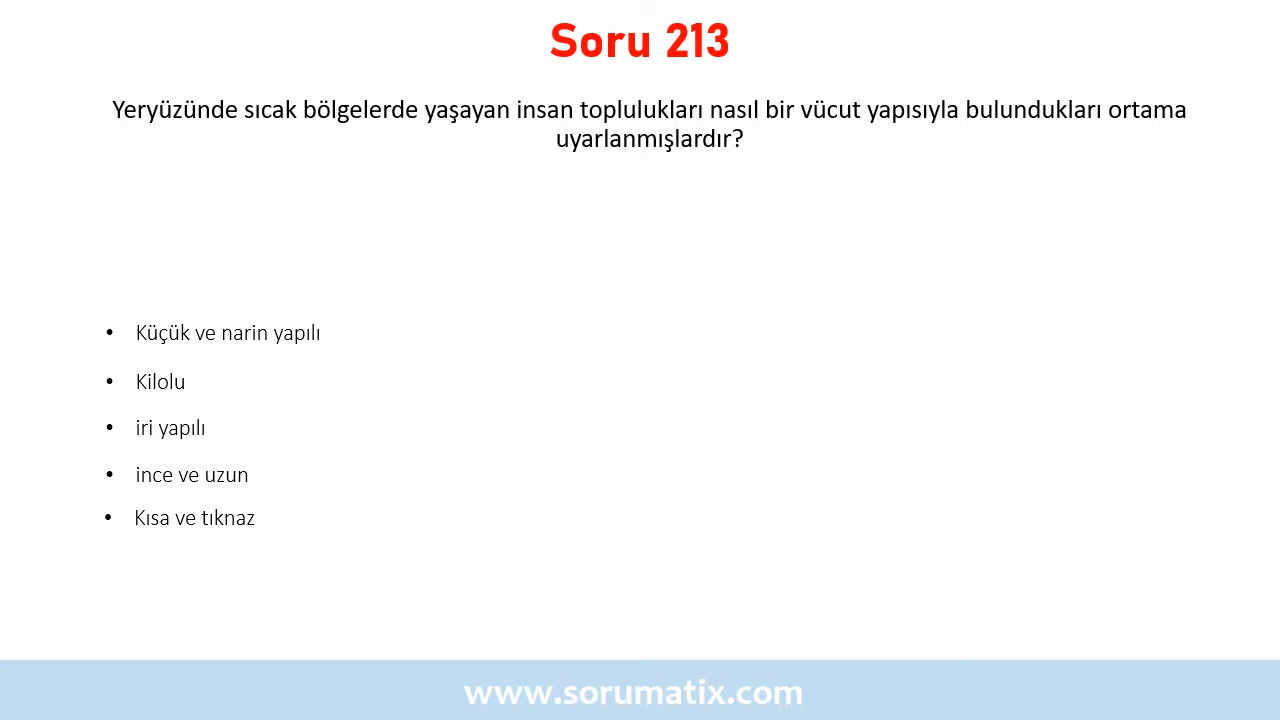 Soru 213
Yeryüzünde sıcak bölgelerde yaşayan insan toplulukları nasıl bir vücut yapısıyla bulundukları ortama
uyarlanmışlardır?
• Küçük ve narin yapılı
• Kilolu
• iri yapılı
• ince ve uzun
• Kısa ve tıknaz
www.sorumatix.com